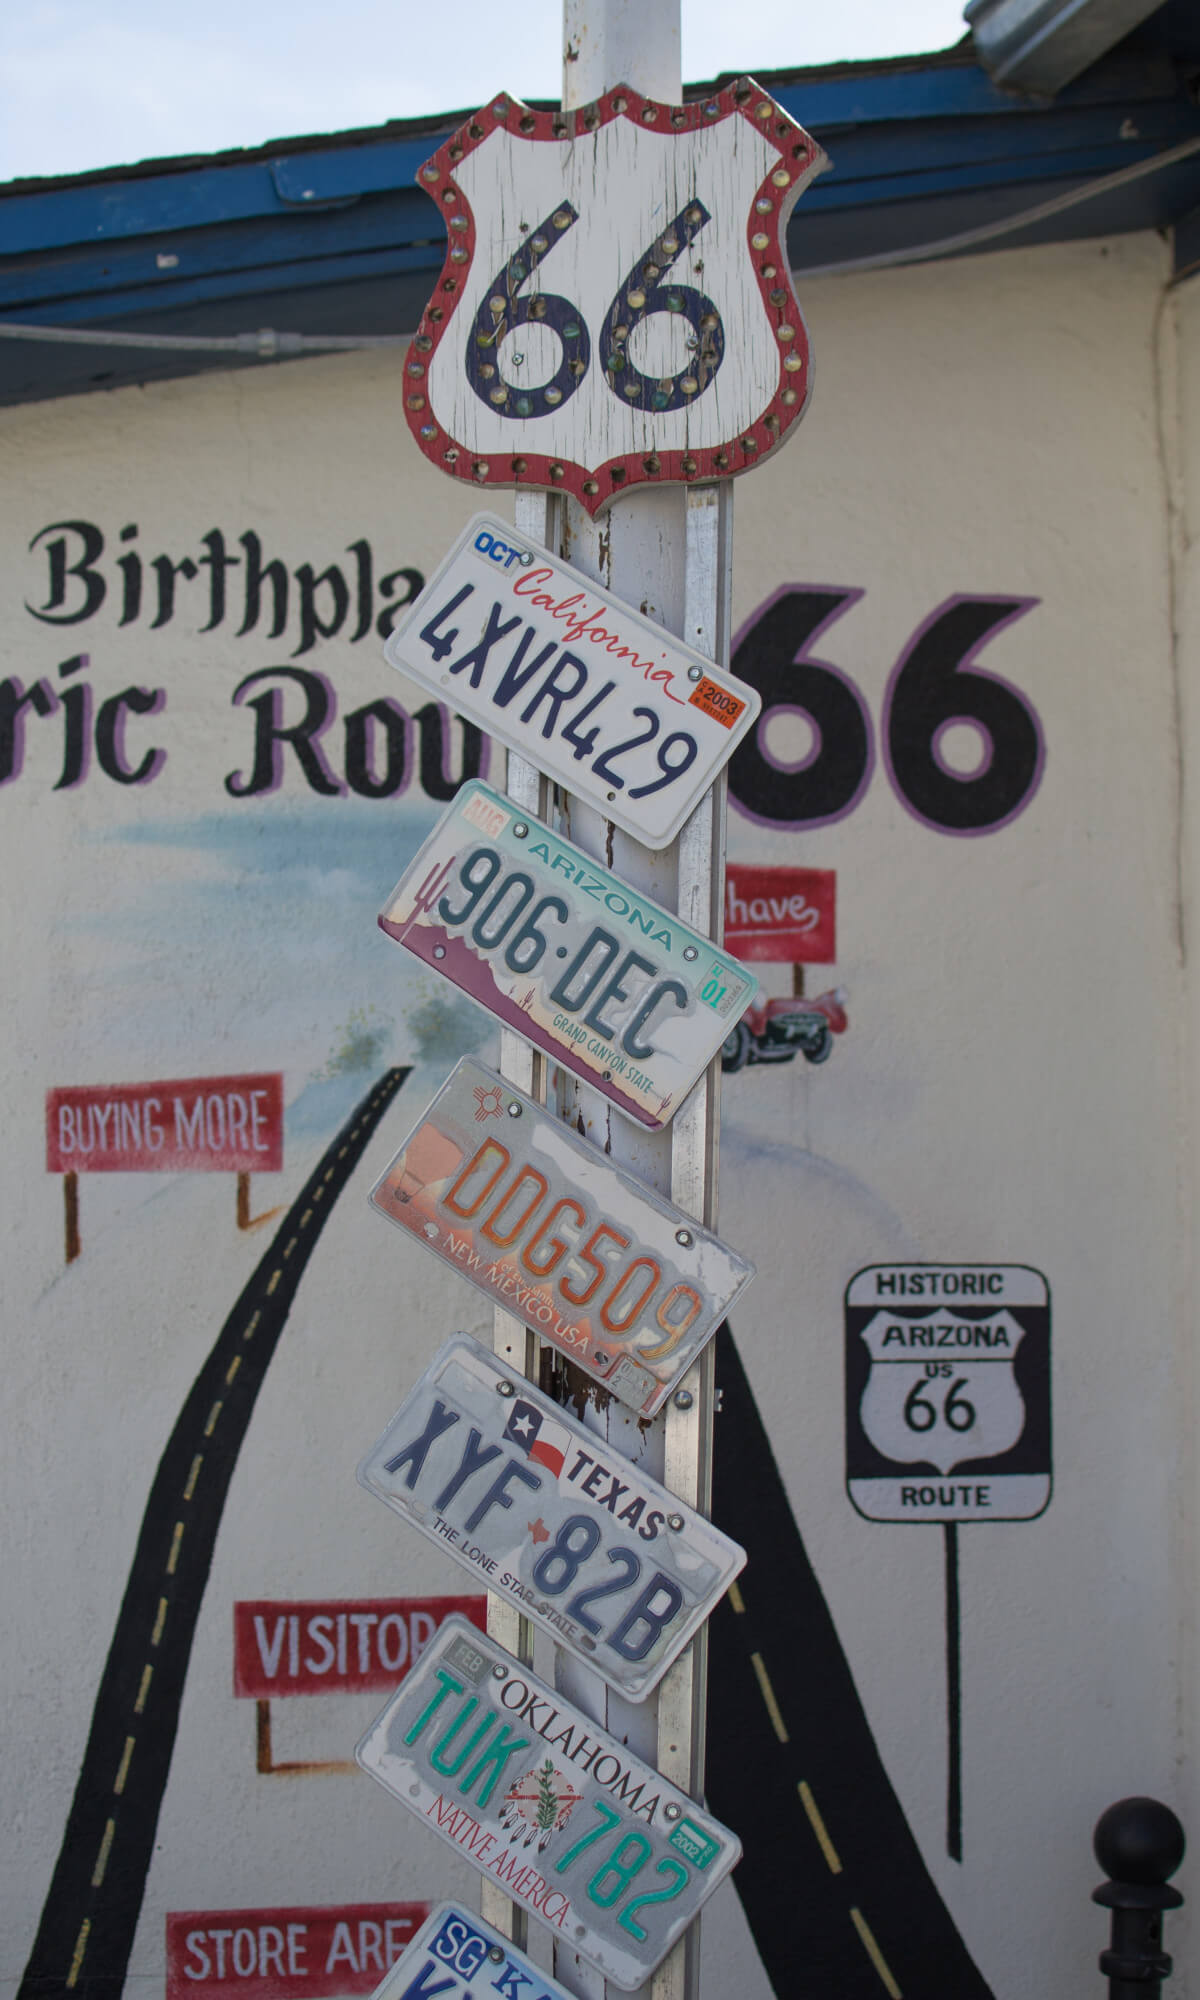 66
Birthpla
ric Rou 66
OCT
California
2003
4XVR429
AUG
ARIZONA
906·DEC
01
GRAND CANYON STATE
have
BUYING MORE
DDG509
NEW MEXICO USA
HISTORIC
ARIZONA
US
66
ROUTE
TEXAS
XYF 82B
THE LONE STAR STATE
VISITOR
FEB
OKLAHOMA
TUK 782
2002
NATIVE AMERICA
STORE ARE
SG KA